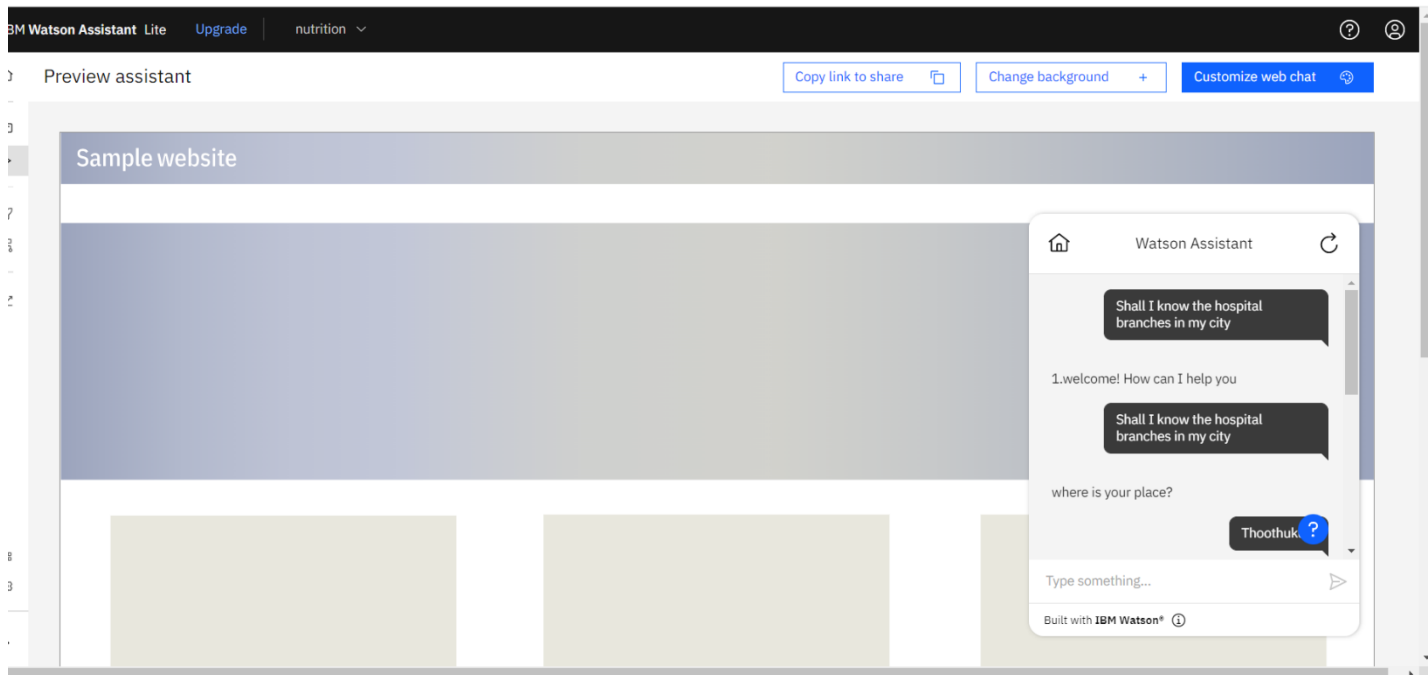 IBM Watson Assistant Lite Upgrade nutrition
Preview assistant
Copy link to share
Change background +
Customize web chat
Sample website
Watson Assistant
Shall I know the hospital
branches in my city
1.welcome! How can I help you
Shall I know the hospital
branches in my city
where is your place?
Type something...
Built with IBM Watson®